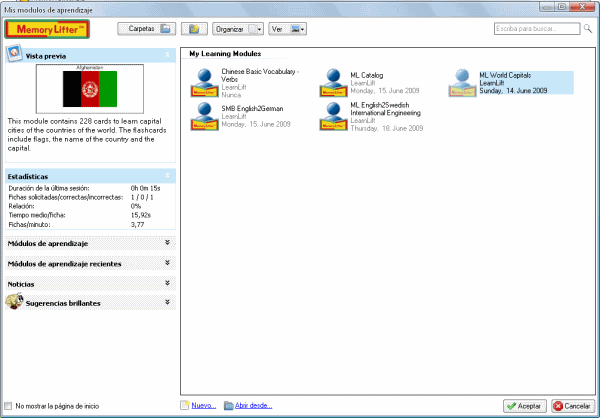 Mis modulos de aprendizaje
MemoryLifter™
Carpetas
Organizar
Ver
Escriba para buscar...
Vista previa
Afghanistan
This module contains 228 cards to learn capital
cities of the countries of the world. The flashcards
include flags, the name of the country and the
capital.
Estadísticas
Duración de la última sesión: 0h 0m 15s
Fichas solicitadas/correctas/incorrectas: 1 / 0 / 1
Relación: 0%
Tiempo medio/ficha: 15,92s
Fichas/minuto: 3,77
Módulos de aprendizaje
Módulos de aprendizaje recientes
Noticias
Sugerencias brillantes
No mostrar la página de inicio
My Learning Modules
Chinese Basic Vocabulary -
Verbs
LearnLift
Nunca
ML Catalog
LearnLift
Monday, 15. June 2009
ML World Capitals
LearnLift
Sunday, 14. June 2009
SMB English2German
LearnLift
Monday, 15. June 2009
ML English2Swedish
International Engineering
LearnLift
Thursday, 18. June 2009
Nuevo...
Abrir desde...
Aceptar
Cancelar